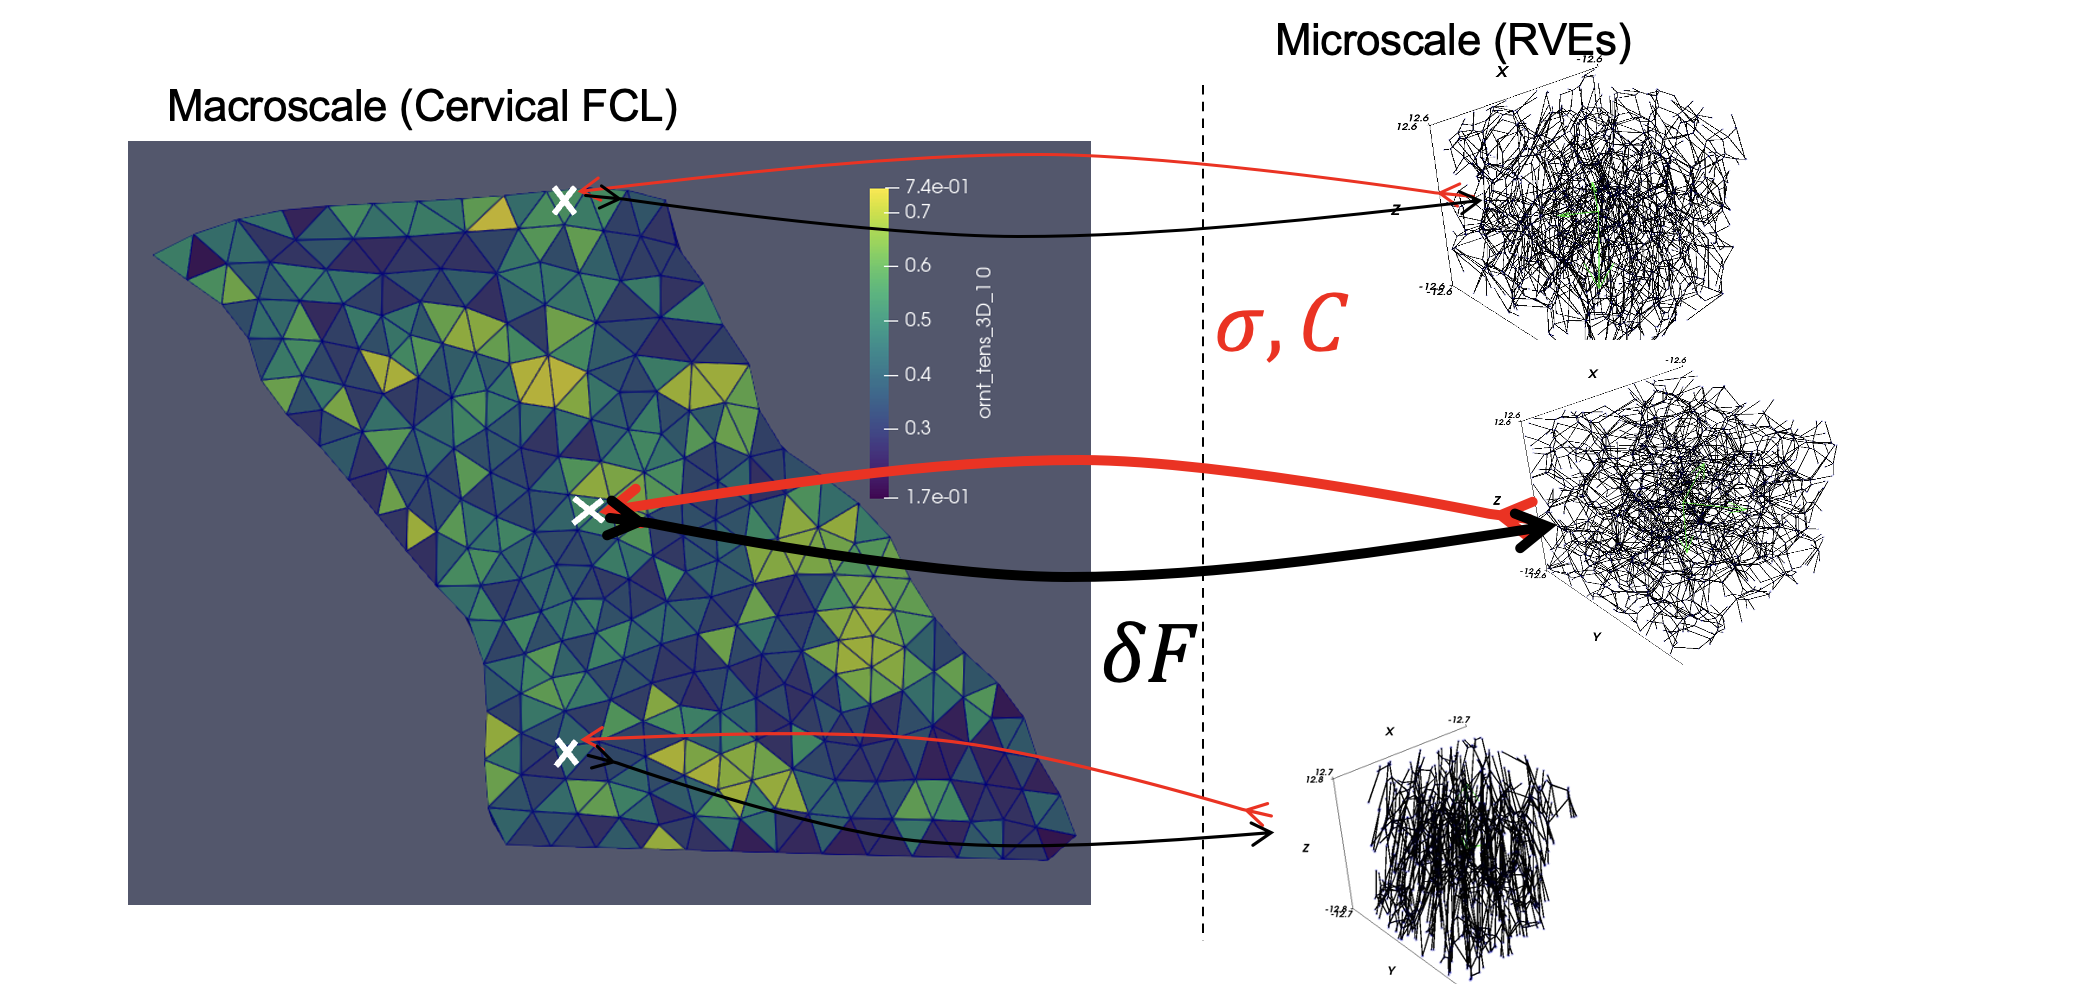 Microscale (RVEs)
Macroscale (Cervical FCL)
7.4e-01
0.7
0.6
0.5
0.4
0.3
1.7e-01
ornt_tens_3D_1 0
σ, C
δF
X
-12.6
12.6
12.6
Z
-12.6
-12.6
X
-12.6
12.6
12.6
Z
-12.6
-12.6
Y
X
-12.7
12.7
12.8
Z
-12.8
-12.7
Y